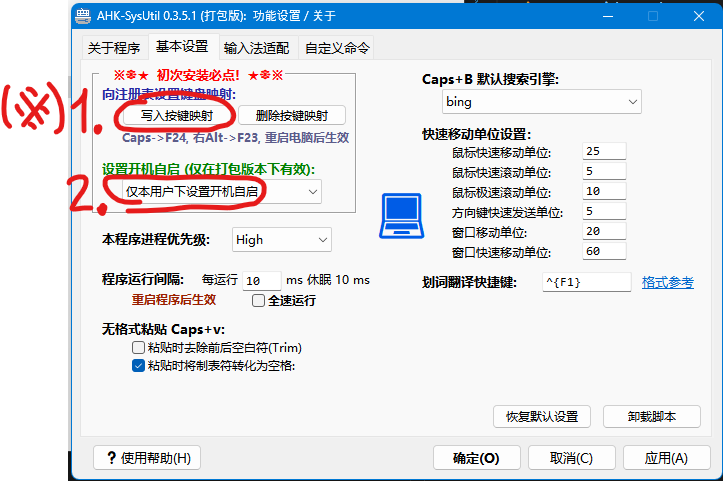 AHK-SysUtil 0.3.5.1 (打包版): 功能设置 / 关于
关于程序 基本设置 输入法适配 自定义命令
※❉★ 初次安装必点! ★❉※
向注册表设置键盘映射:
(※) 1. 写入按键映射 删除按键映射
Caps->F24, 右Alt->F23, 重启电脑后生效
设置开机自启 (仅在打包版本下有效):
2. 仅本用户下设置开机自启
本程序进程优先级: High
程序运行间隔: 每运行 10 ms 休眠 10 ms
重启程序后生效 全速运行
无格式粘贴 Caps+v:
粘贴时去除前后空白符(Trim)
粘贴时将制表符转化为空格:
Caps+B 默认搜索引擎:
bing
快速移动单位设置:
鼠标快速移动单位: 25
鼠标快速滚动单位: 5
鼠标极速滚动单位: 10
方向键快速发送单位: 5
窗口移动单位: 20
窗口快速移动单位: 60
划词翻译快捷键: ^{F1} 格式参考
恢复默认设置 卸载脚本
? 使用帮助(H) 确定(O) 取消(C) 应用(A)